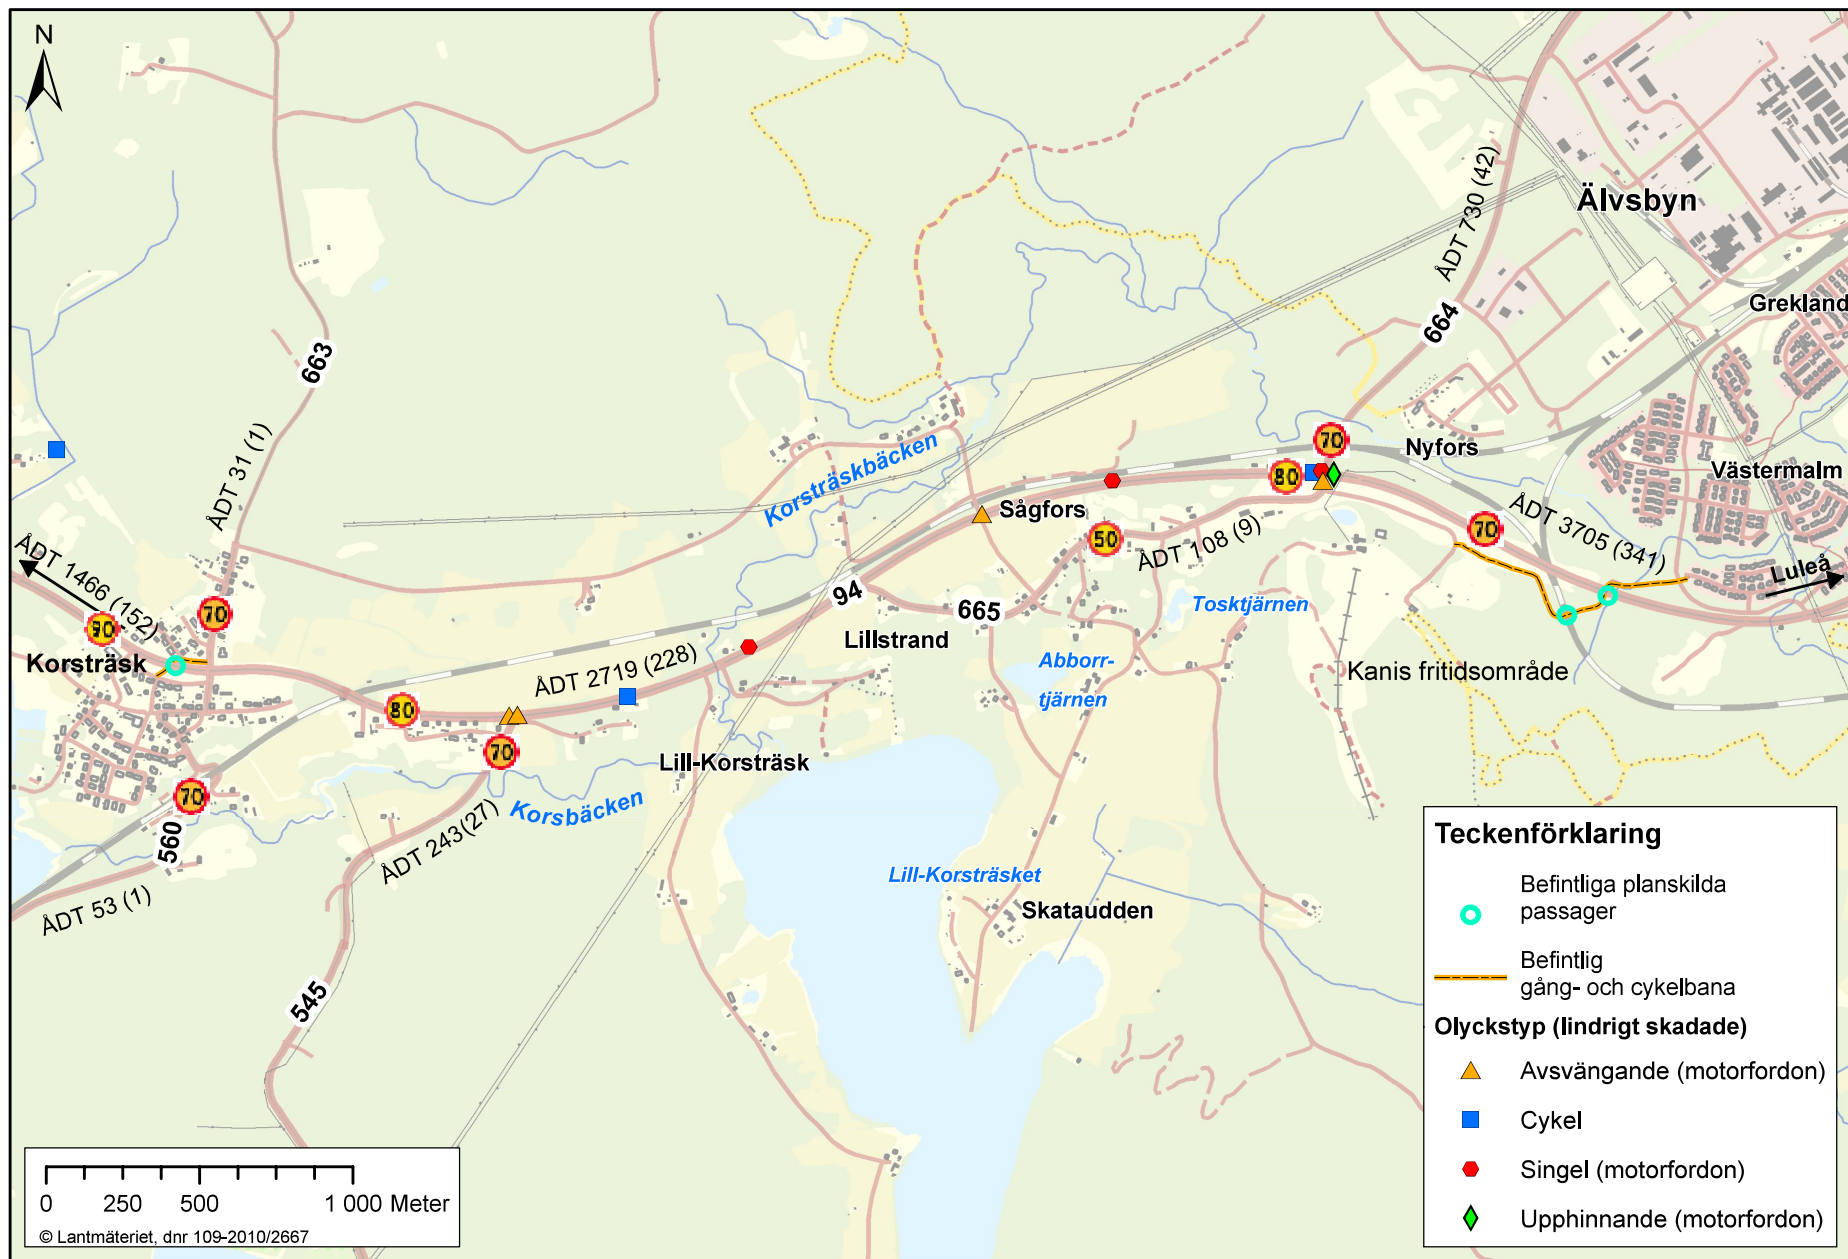 N
Älvsbyn
ÅDT 730 (42)
Grekland
664
663
ÅDT 31 (1)
Korsträskbäcken
70
Nyfors
Västermalm
80
Sågfors
ÅDT 3705 (341)
70
50
ÅDT 108 (9)
ÅDT 1466 (152)
Luleå
94
665
Tosktjärnen
70
Lillstrand
Korsträsk
ÅDT 2719 (228)
Abborr-
tjärnen
Kanis fritidsområde
80
70
Lill-Korsträsk
70
Korsbäcken
560
ÅDT 243(27)
ÅDT 53 (1)
Lill-Korsträsket
Skataudden
545
Teckenförklaring
Befintliga planskilda
passager
Befintlig
gång- och cykelbana
Olyckstyp (lindrigt skadade)
Avsvängande (motorfordon)
Cykel
Singel (motorfordon)
Upphinnande (motorfordon)
0 250 500 1 000 Meter
© Lantmäteriet, dnr 109-2010/2667